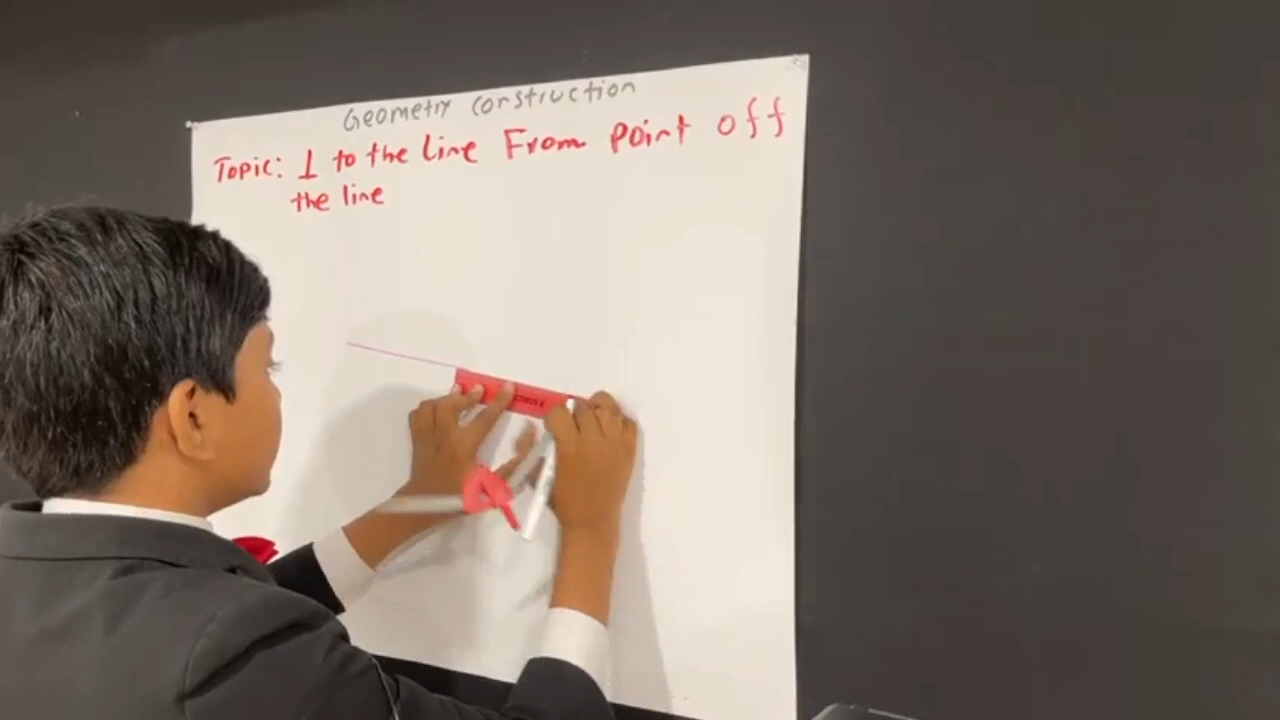 Geometry construction
Topic: ⊥ to the line From point off
the line